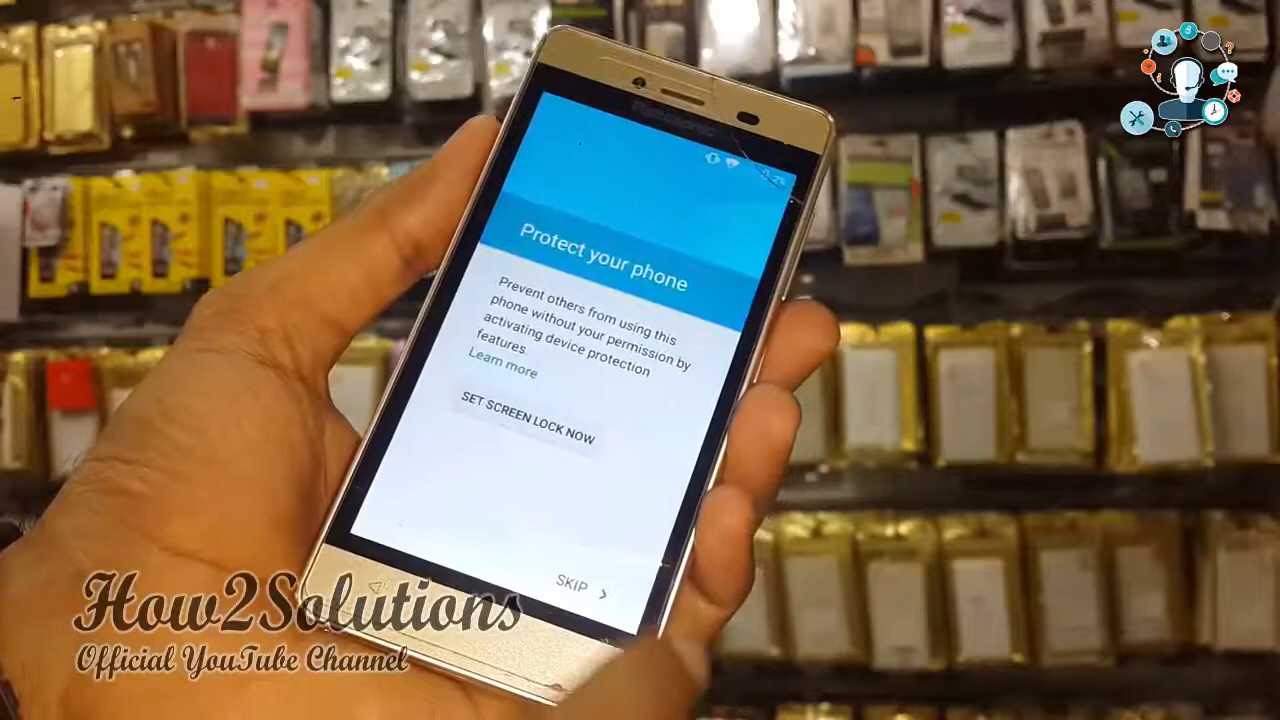 Panasonic
Protect your phone
Prevent others from using this
phone without your permission by
activating device protection
features.
Learn more
SET SCREEN LOCK NOW
SKIP
How2Solutions
Official YouTube Channel